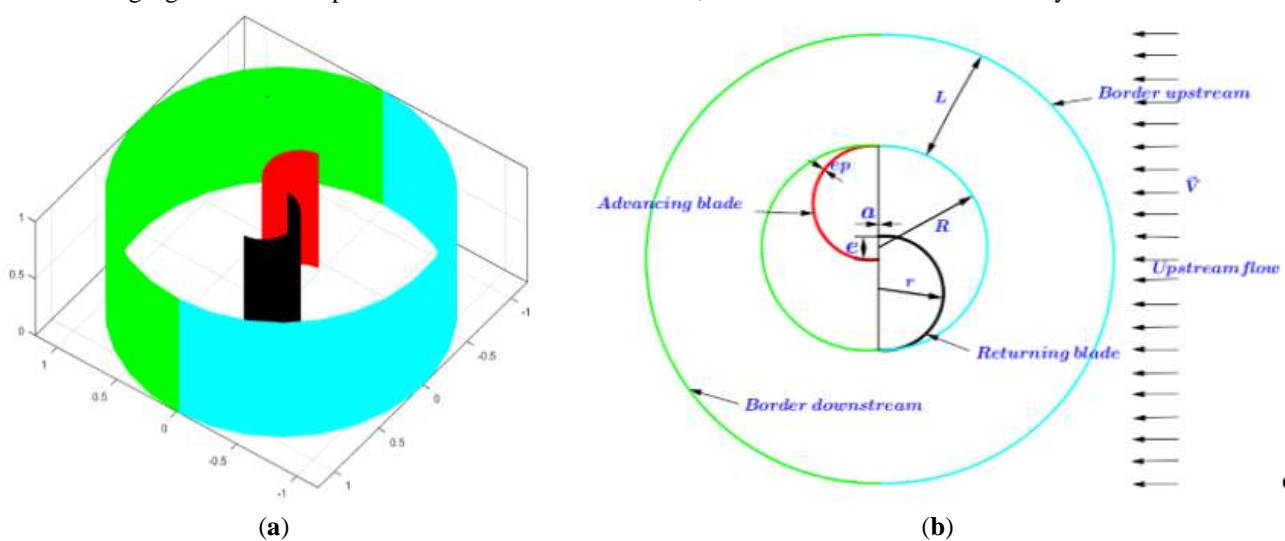 1
0.5
0
1
0.5
0
-0.5
-1
1
0.5
0
-0.5
-1
(a)
L
Border upstream
ep
V⃗
Advancing blade
a
R
e
Upstream flow
r
Returning blade
Border downstream
(b)